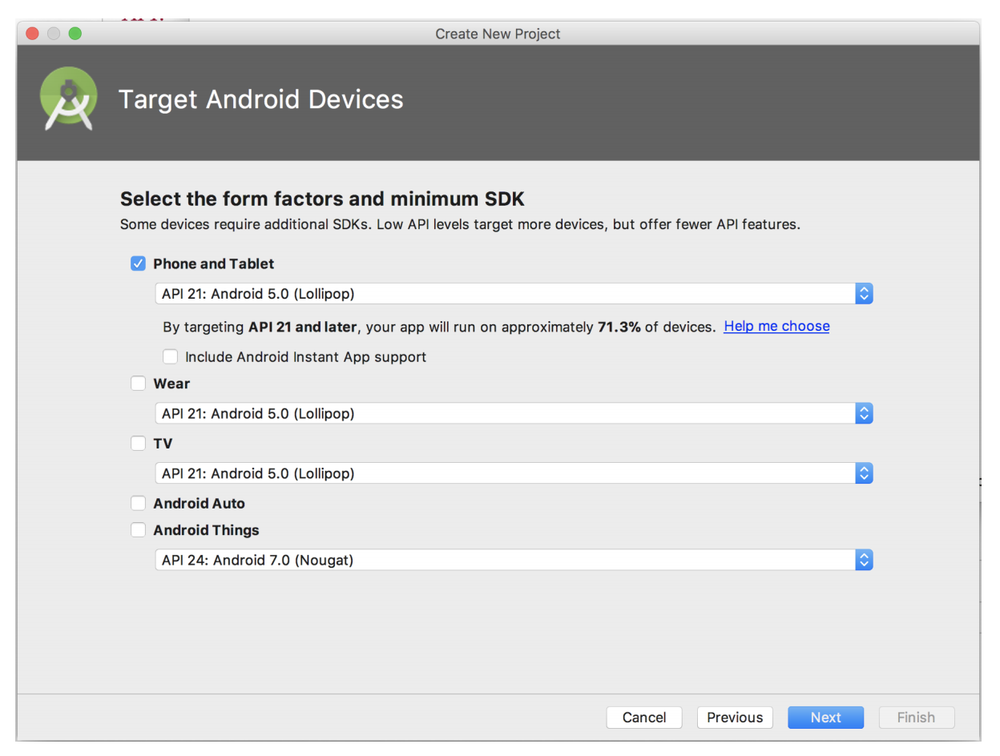 Create New Project
Target Android Devices
Select the form factors and minimum SDK
Some devices require additional SDKs. Low API levels target more devices, but offer fewer API features.
Phone and Tablet
API 21: Android 5.0 (Lollipop)
By targeting API 21 and later, your app will run on approximately 71.3% of devices. Help me choose
Include Android Instant App support
Wear
API 21: Android 5.0 (Lollipop)
TV
API 21: Android 5.0 (Lollipop)
Android Auto
Android Things
API 24: Android 7.0 (Nougat)
Cancel Previous Next Finish